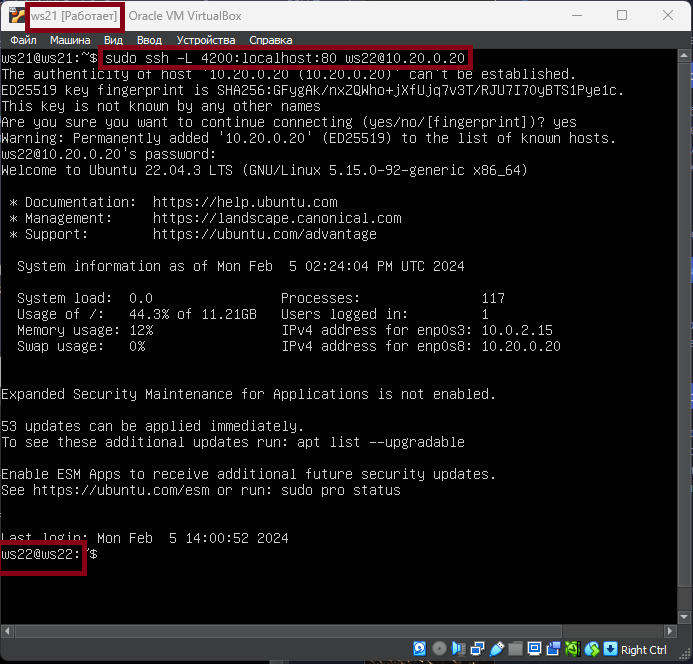 ws21 [Работает] Oracle VM VirtualBox
Файл Машина Вид Ввод Устройства Справка
ws21@ws21:~$ sudo ssh -L 4200:localhost:80 ws22@10.20.0.20
The authenticity of host '10.20.0.20 (10.20.0.20)' can't be established.
ED25519 key fingerprint is SHA256:GFygAk/nxZQWho+jXfUjq7v3T/RJU7I70yBTS1Pye1c.
This key is not known by any other names
Are you sure you want to continue connecting (yes/no/[fingerprint])? yes
Warning: Permanently added '10.20.0.20' (ED25519) to the list of known hosts.
ws22@10.20.0.20's password:
Welcome to Ubuntu 22.04.3 LTS (GNU/Linux 5.15.0-92-generic x86_64)
* Documentation: https://help.ubuntu.com
* Management: https://landscape.canonical.com
* Support: https://ubuntu.com/advantage
System information as of Mon Feb 5 02:24:04 PM UTC 2024
System load: 0.0 Processes: 117
Usage of /: 44.3% of 11.21GB Users logged in: 1
Memory usage: 12% IPv4 address for enp0s3: 10.0.2.15
Swap usage: 0% IPv4 address for enp0s8: 10.20.0.20
Expanded Security Maintenance for Applications is not enabled.
53 updates can be applied immediately.
To see these additional updates run: apt list --upgradable
Enable ESM Apps to receive additional future security updates.
See https://ubuntu.com/esm or run: sudo pro status
Last login: Mon Feb 5 14:00:52 2024
ws22@ws22:~$
Right Ctrl